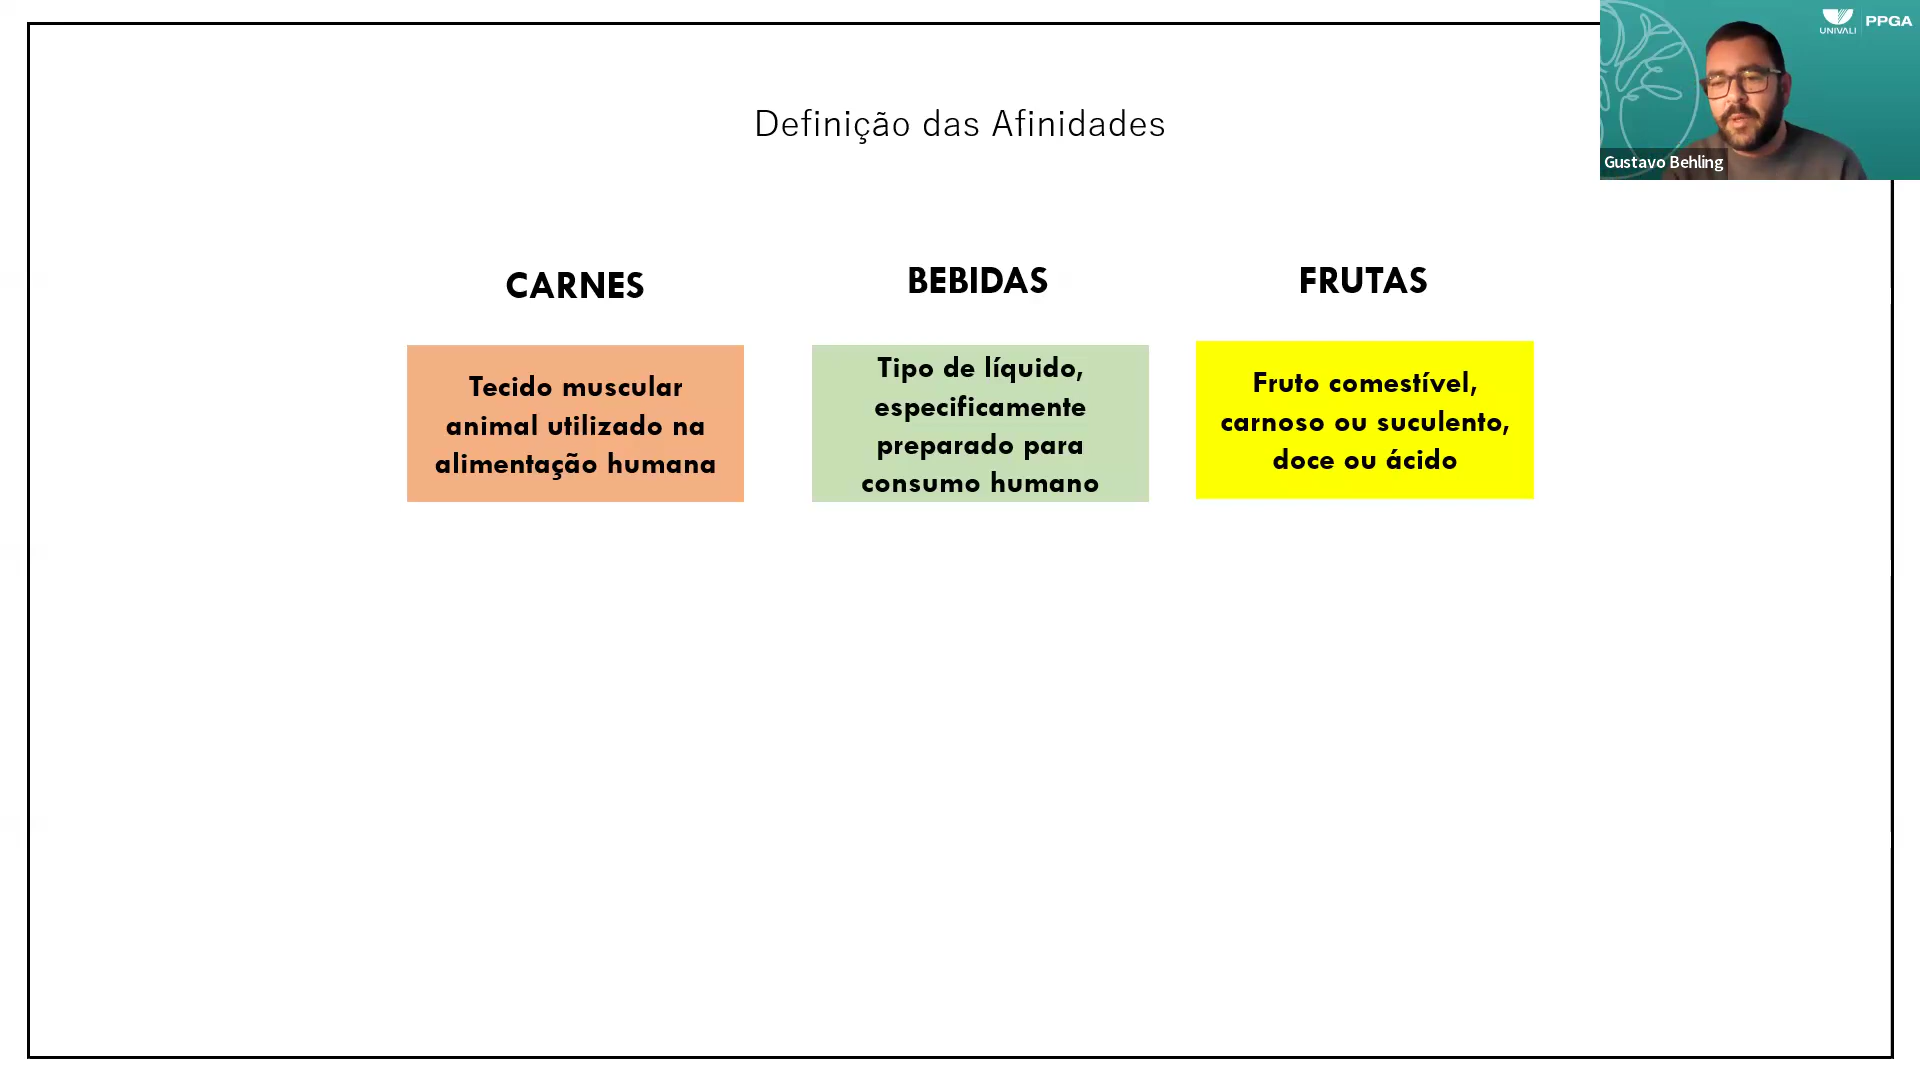 UNIVALI PPGA
Gustavo Behling
Definição das Afinidades
CARNES
Tecido muscular
animal utilizado na
alimentação humana
BEBIDAS
Tipo de líquido,
especificamente
preparado para
consumo humano
FRUTAS
Fruto comestível,
carnoso ou suculento,
doce ou ácido